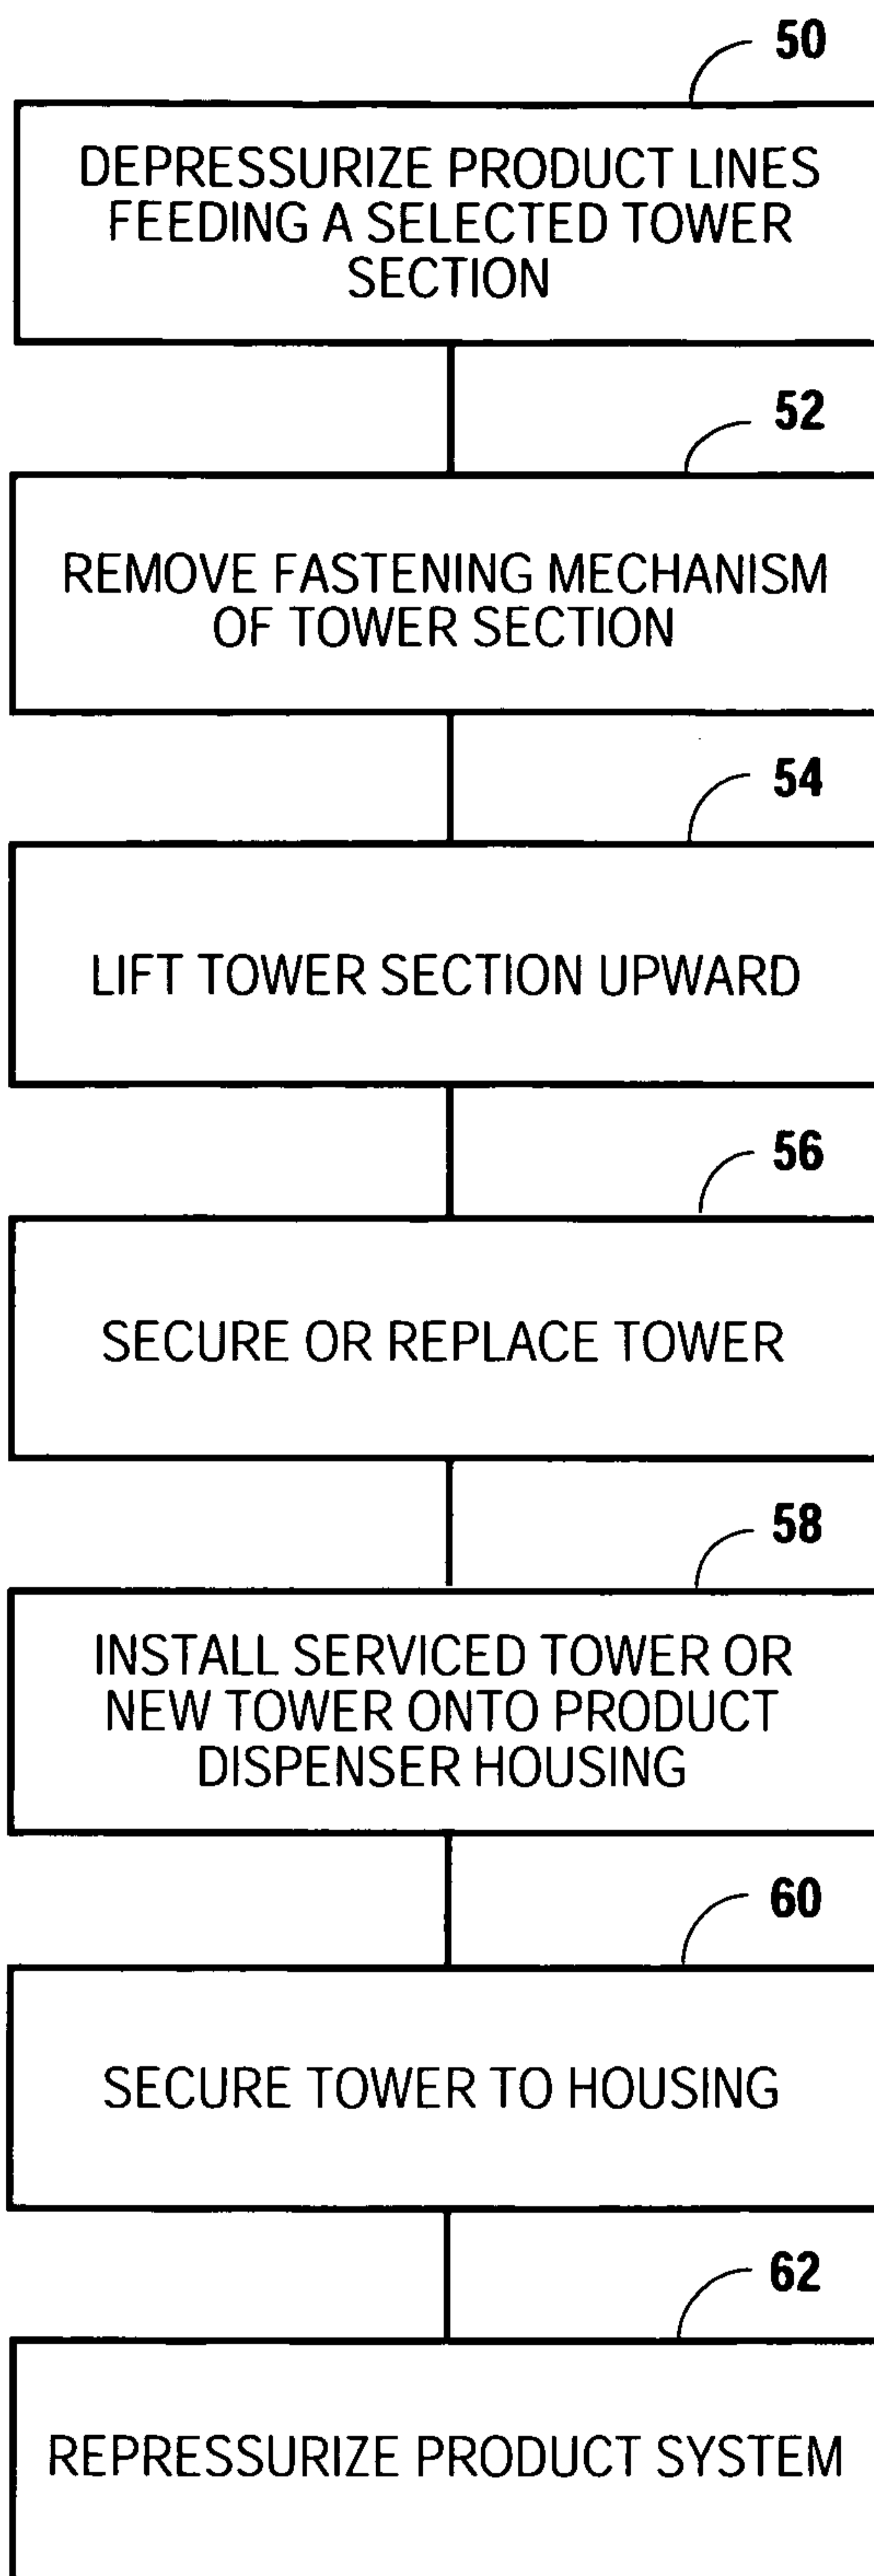 50
DEPRESSURIZE PRODUCT LINES
FEEDING A SELECTED TOWER
SECTION
52
REMOVE FASTENING MECHANISM
OF TOWER SECTION
54
LIFT TOWER SECTION UPWARD
56
SECURE OR REPLACE TOWER
58
INSTALL SERVICED TOWER OR
NEW TOWER ONTO PRODUCT
DISPENSER HOUSING
60
SECURE TOWER TO HOUSING
62
REPRESSURIZE PRODUCT SYSTEM